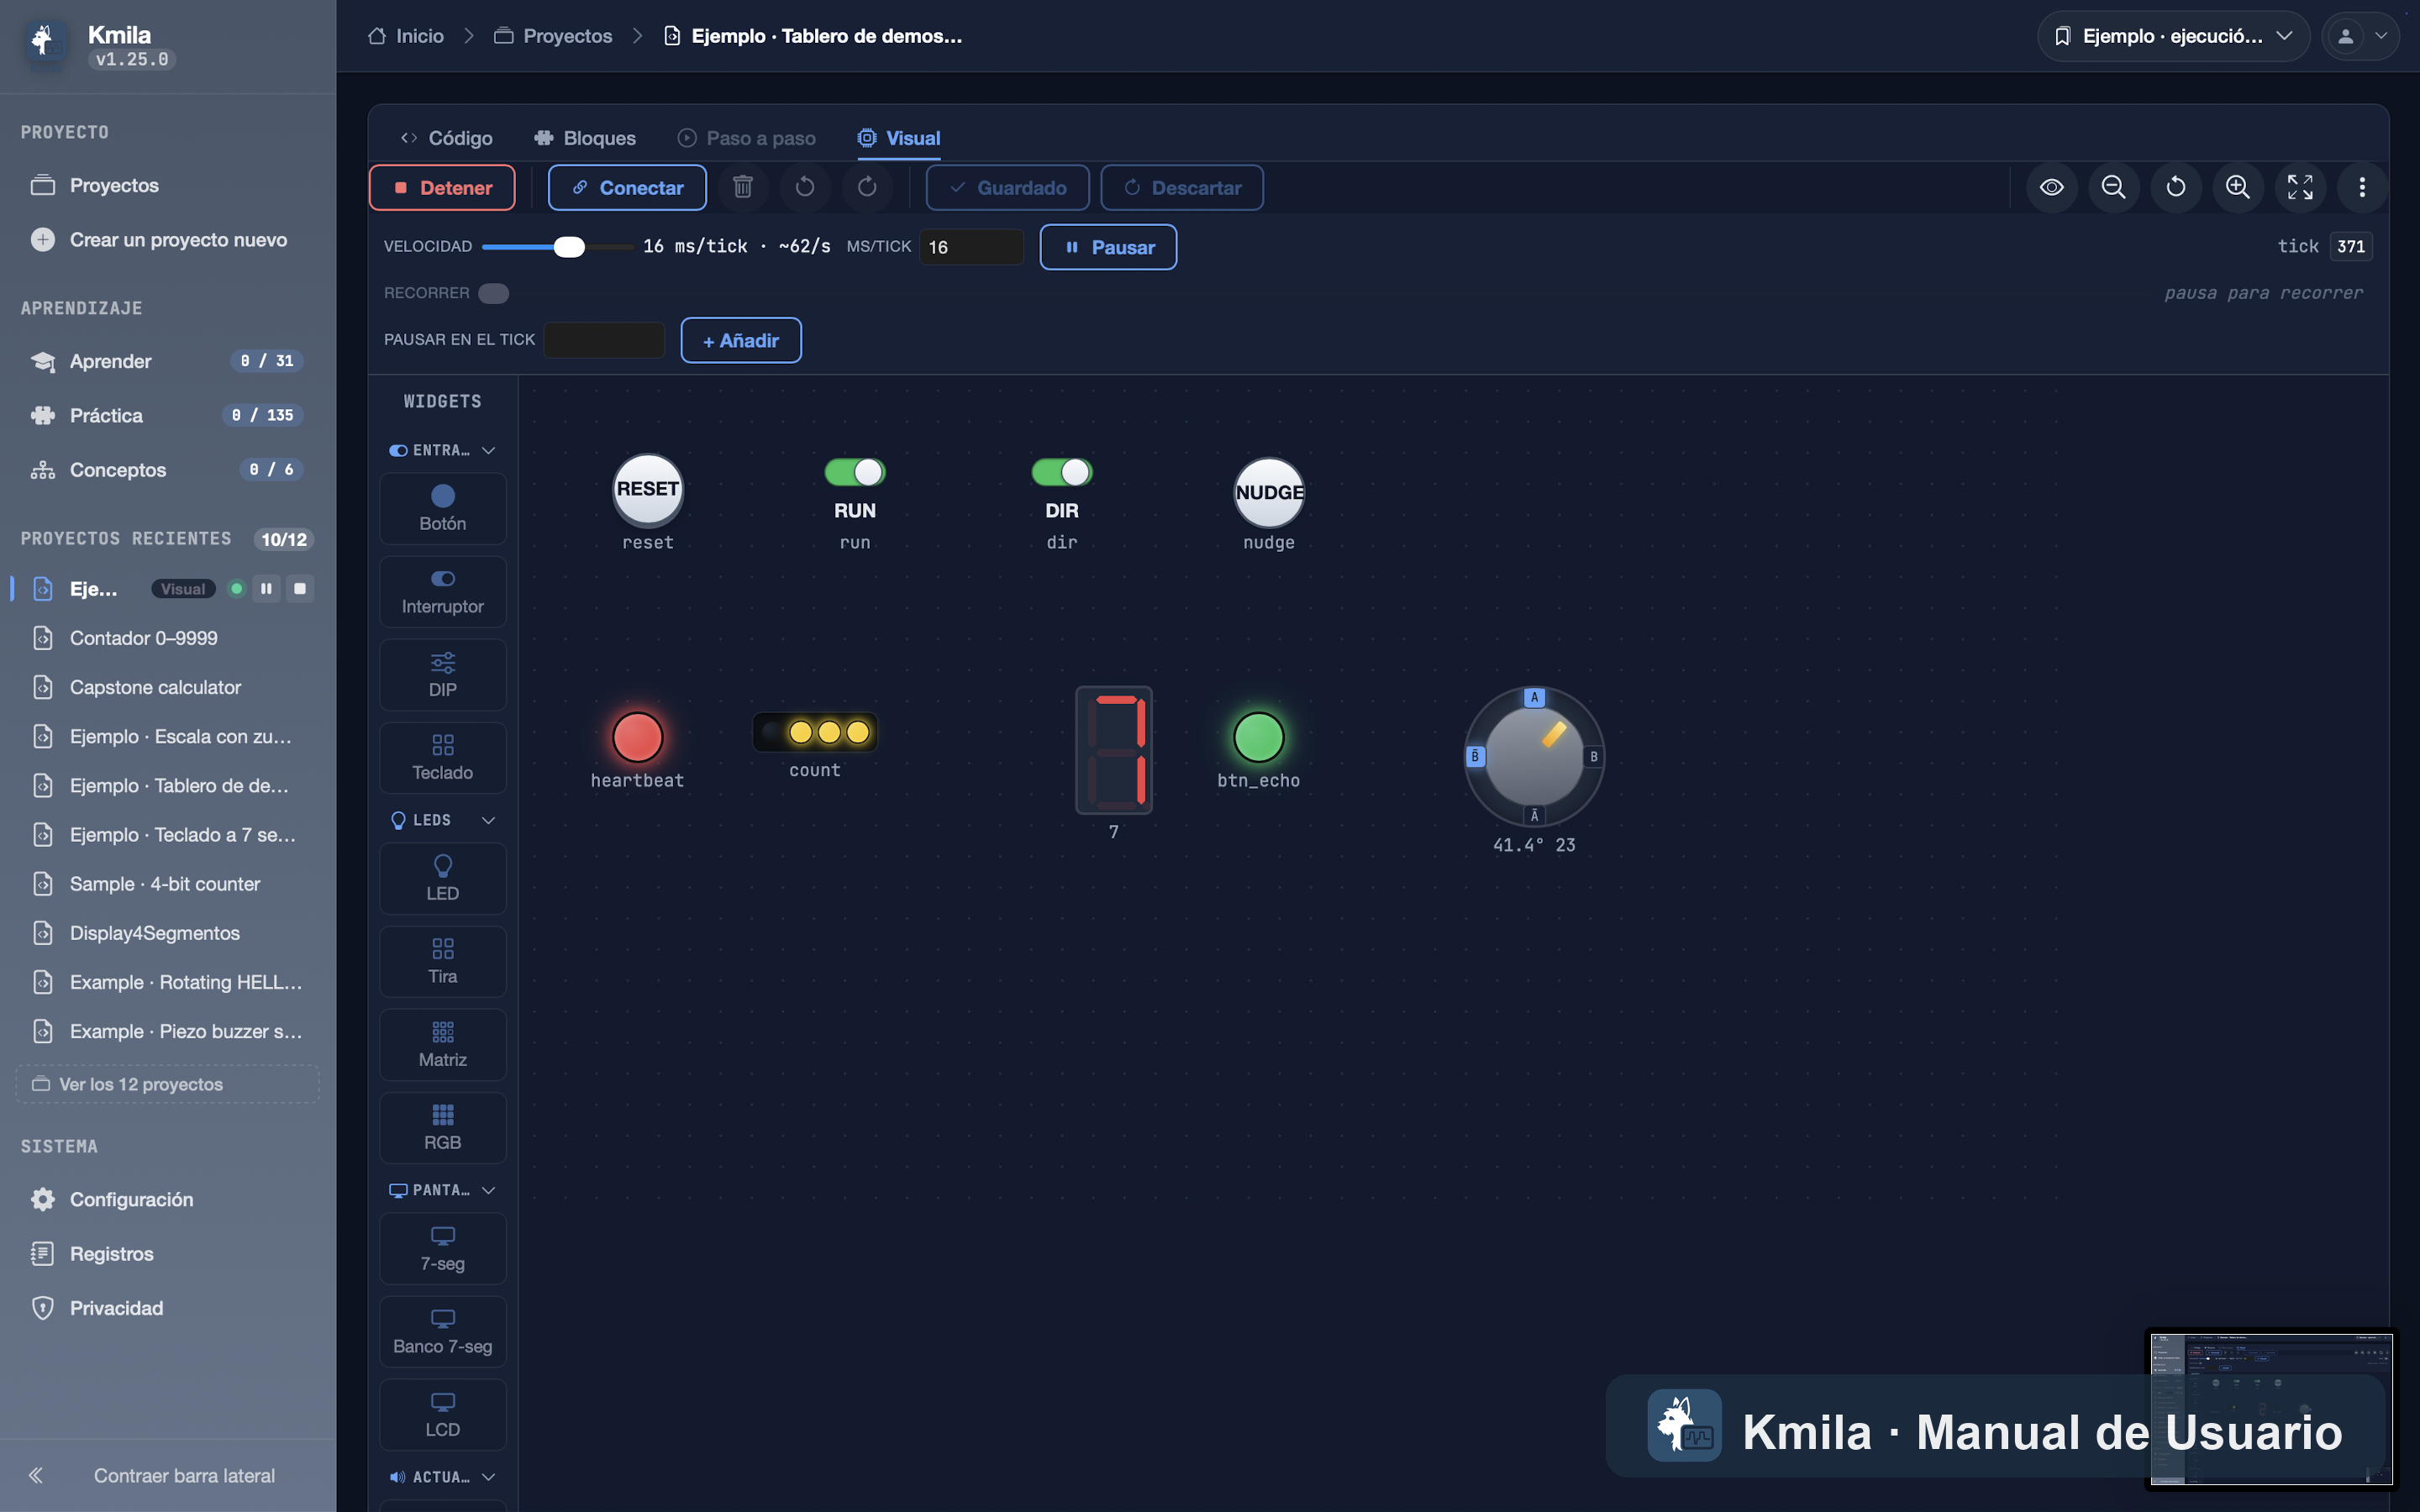 Kmila
v1.25.0
Inicio
Proyectos
Ejemplo · Tablero de demos...
Ejemplo · ejecució...
PROYECTO
Proyectos
Crear un proyecto nuevo
APRENDIZAJE
Aprender 0 / 31
Práctica 0 / 135
Conceptos 0 / 6
PROYECTOS RECIENTES 10/12
Eje... Visual
Contador 0–9999
Capstone calculator
Ejemplo · Escala con zu...
Ejemplo · Tablero de de...
Ejemplo · Teclado a 7 se...
Sample · 4-bit counter
Display4Segmentos
Example · Rotating HELL...
Example · Piezo buzzer s...
Ver los 12 proyectos
SISTEMA
Configuración
Registros
Privacidad
Contraer barra lateral
Código Bloques Paso a paso Visual
Detener Conectar Guardado Descartar
VELOCIDAD 16 ms/tick · ~62/s MS/TICK 16 Pausar tick 371
RECORRER pausa para recorrer
PAUSAR EN EL TICK + Añadir
WIDGETS
ENTRA...
Botón
Interruptor
DIP
Teclado
LEDS
LED
Tira
Matriz
RGB
PANTA...
7-seg
Banco 7-seg
LCD
ACTUA...
RESET RUN DIR NUDGE
reset run dir nudge
A
B̄ B
Ā
heartbeat count 7 btn_echo 41.4° 23
Kmila · Manual de Usuario